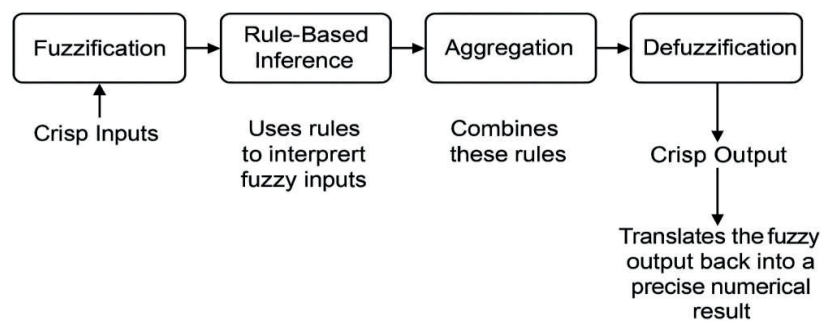 Fuzzification
Rule-Based
Inference
Aggregation
Defuzzification
Crisp Inputs
Uses rules
to interprert
fuzzy inputs
Combines
these rules
Crisp Output
Translates the fuzzy
output back into a
precise numerical
result